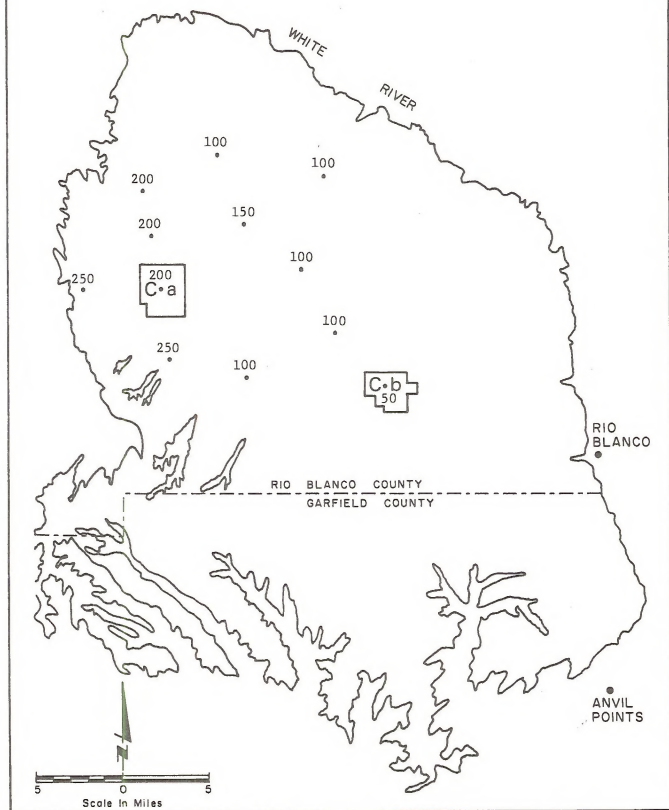 WHITE
RIVER
100
100
200
150
200
100
250
200
C•a
100
250
100
C•b
50
RIO
BLANCO
RIO BLANCO COUNTY
GARFIELD COUNTY
ANVIL
POINTS
N
5 0 5
Scale In Miles